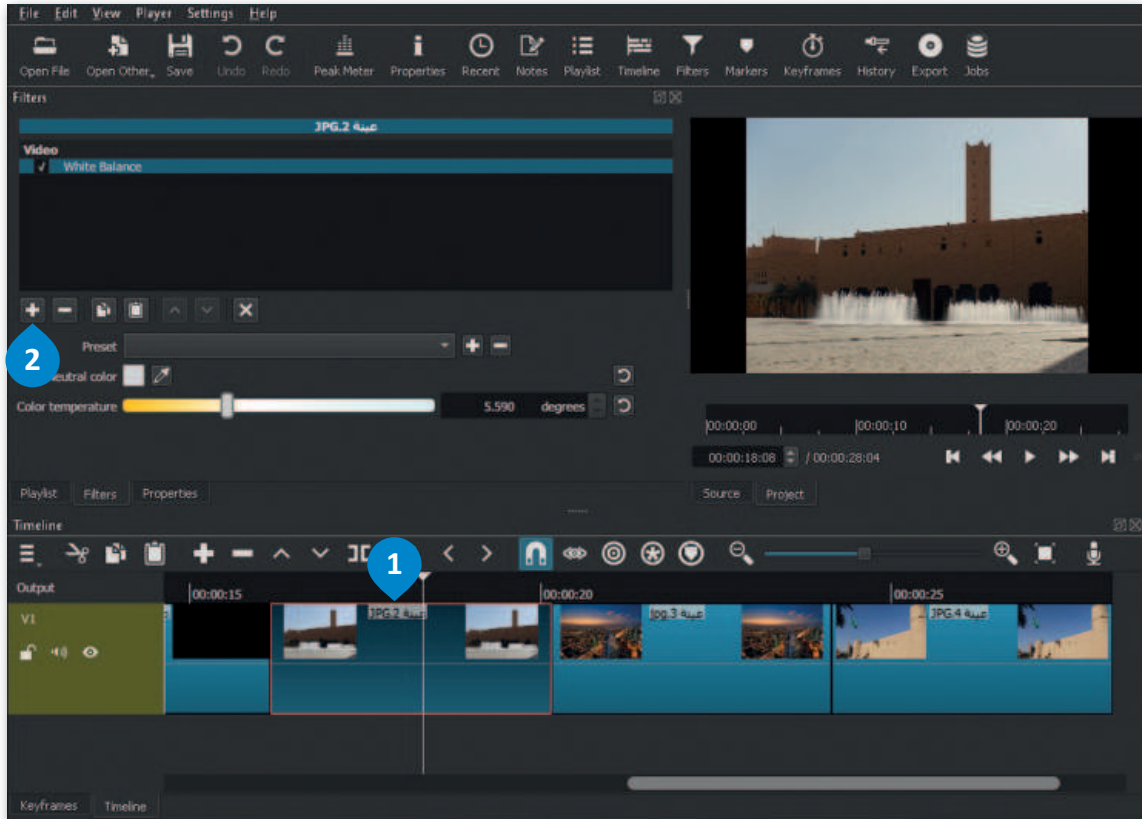 File Edit View Player Settings Help
Open File Open Other Save Undo Redo Peak Meter Properties Recent Notes Playlist Timeline Filters Markers Keyframes History Export Jobs
Filters
عينة 2.JPG
Video
White Balance
2
Preset
eutral color
Color temperature 5.590 degrees
00:00:00 00:00:10 00:00:20
00:00:18:08 / 00:00:28:04
Playlist Filters Properties
Source Project
Timeline
1
Output
00:00:15 00:00:20 00:00:25
V1
عينة 2.JPG عينة 3.jpg عينة 4.JPG
Keyframes Timeline